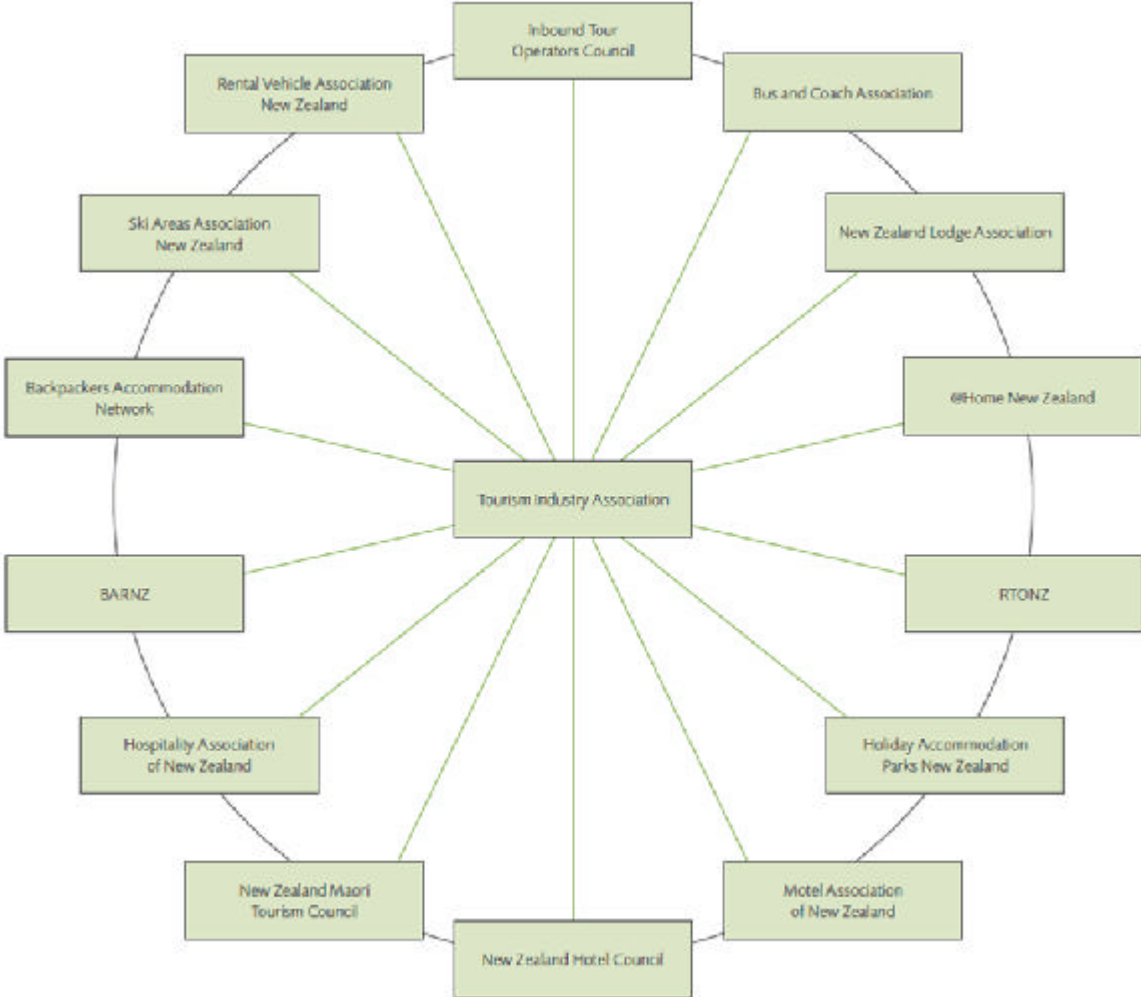 Inbound Tour
Operators Council
Rental Vehicle Association
New Zealand
Bus and Coach Association
Ski Areas Association
New Zealand
New Zealand Lodge Association
Backpackers Accommodation
Network
@Home New Zealand
Tourism Industry Association
BARNZ
RTONZ
Hospitality Association
of New Zealand
Holiday Accommodation
Parks New Zealand
New Zealand Maori
Tourism Council
Motel Association
of New Zealand
New Zealand Hotel Council